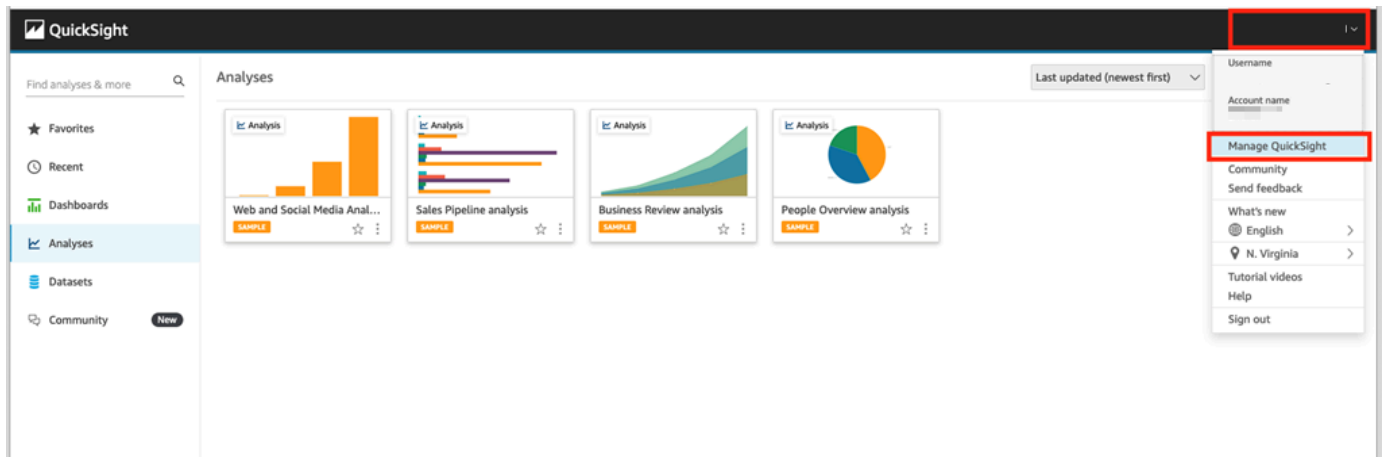 QuickSight
Find analyses & more
Favorites
Recent
Dashboards
Analyses
Datasets
Community New
Analyses
Last updated (newest first)
Analysis
Web and Social Media Anal...
SAMPLE
Analysis
Sales Pipeline analysis
SAMPLE
Analysis
Business Review analysis
SAMPLE
Analysis
People Overview analysis
SAMPLE
Username
Account name
Manage QuickSight
Community
Send feedback
What's new
English
N. Virginia
Tutorial videos
Help
Sign out